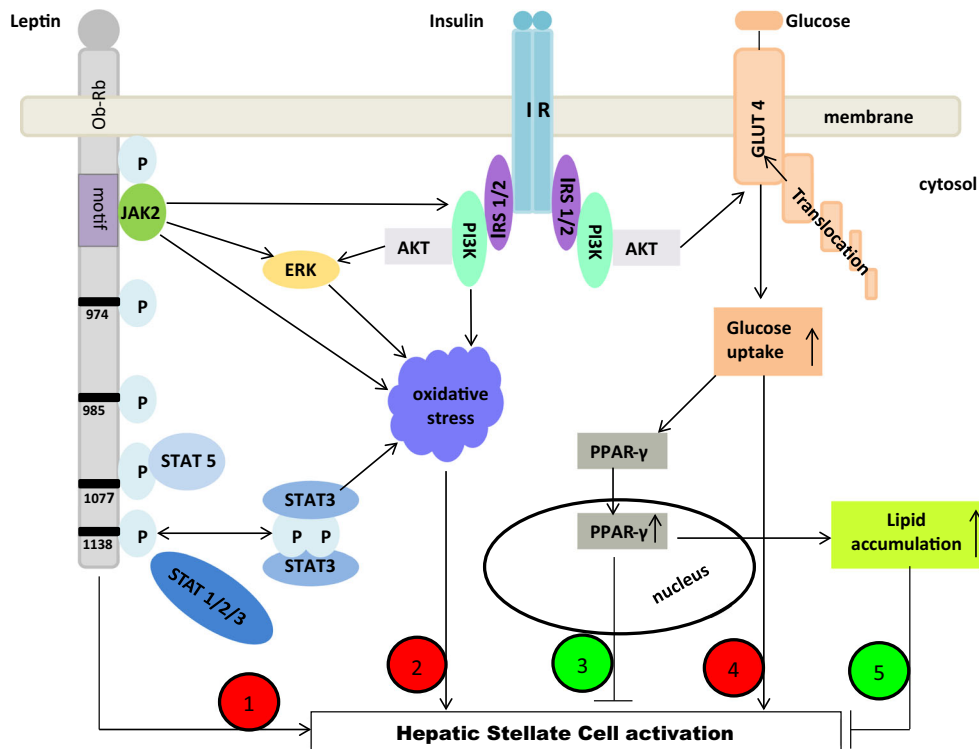 Leptin
Insulin
Glucose
Ob-Rb
I R
GLUT 4
membrane
cytosol
P
motif
JAK2
IRS 1/2
IRS 1/2
PI3K
PI3K
AKT
AKT
ERK
Translocation
974
P
Glucose
uptake
985
P
oxidative
stress
PPAR-γ
P
STAT 5
1077
STAT3
P P
STAT3
1138
P
STAT 1/2/3
PPAR-γ
nucleus
Lipid
accumulation
1
2
3
4
5
Hepatic Stellate Cell activation